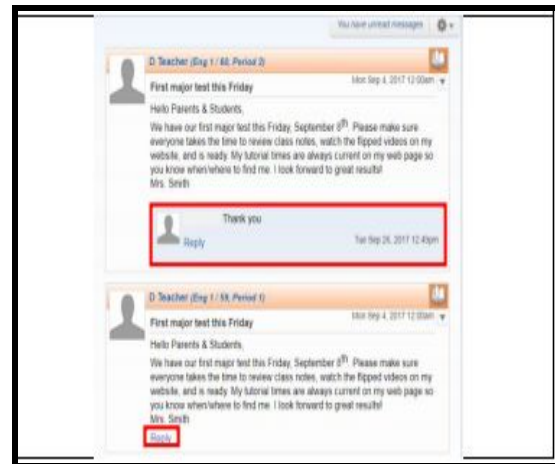 You have unread messages
D Teacher (Eng 1 / 60, Period 2)
First major test this Friday
Mon Sep 4, 2017 12:00am
Hello Parents & Students,
We have our first major test this Friday, September 8th. Please make sure
everyone takes the time to review class notes, watch the flipped videos on my
website, and is ready. My tutorial times are always current on my web page so
you know when/where to find me. I look forward to great results!
Mrs. Smith
Thank you
Reply
Tue Sep 26, 2017 12:49pm
D Teacher (Eng 1 / 59, Period 1)
First major test this Friday
Mon Sep 4, 2017 12:00am
Hello Parents & Students,
We have our first major test this Friday, September 8th. Please make sure
everyone takes the time to review class notes, watch the flipped videos on my
website, and is ready. My tutorial times are always current on my web page so
you know when/where to find me. I look forward to great results!
Mrs. Smith
Reply